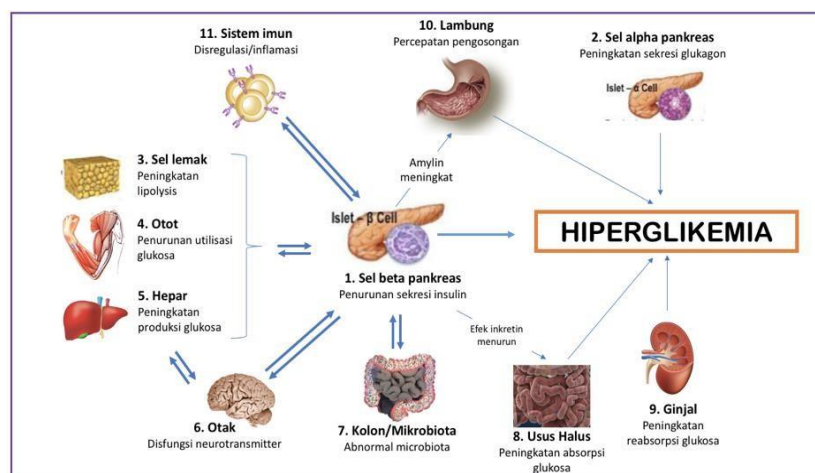 11. Sistem imun
Disregulasi/inflamasi
10. Lambung
Percepatan pengosongan
2. Sel alpha pankreas
Peningkatan sekresi glukagon
Islet – α Cell
Islet – α Cell
3. Sel lemak
Peningkatan
lipolysis
Amylin
meningkat
4. Otot
Penurunan utilisasi
glukosa
Islet – β Cell
HIPERGLIKEMIA
1. Sel beta pankreas
Penurunan sekresi insulin
5. Hepar
Peningkatan
produksi glukosa
Efek inkretin
menurun
6. Otak
Disfungsi neurotransmitter
7. Kolon/Mikrobiota
Abnormal microbiota
8. Usus Halus
Peningkatan absorpsi
glukosa
9. Ginjal
Peningkatan
reabsorpsi glukosa